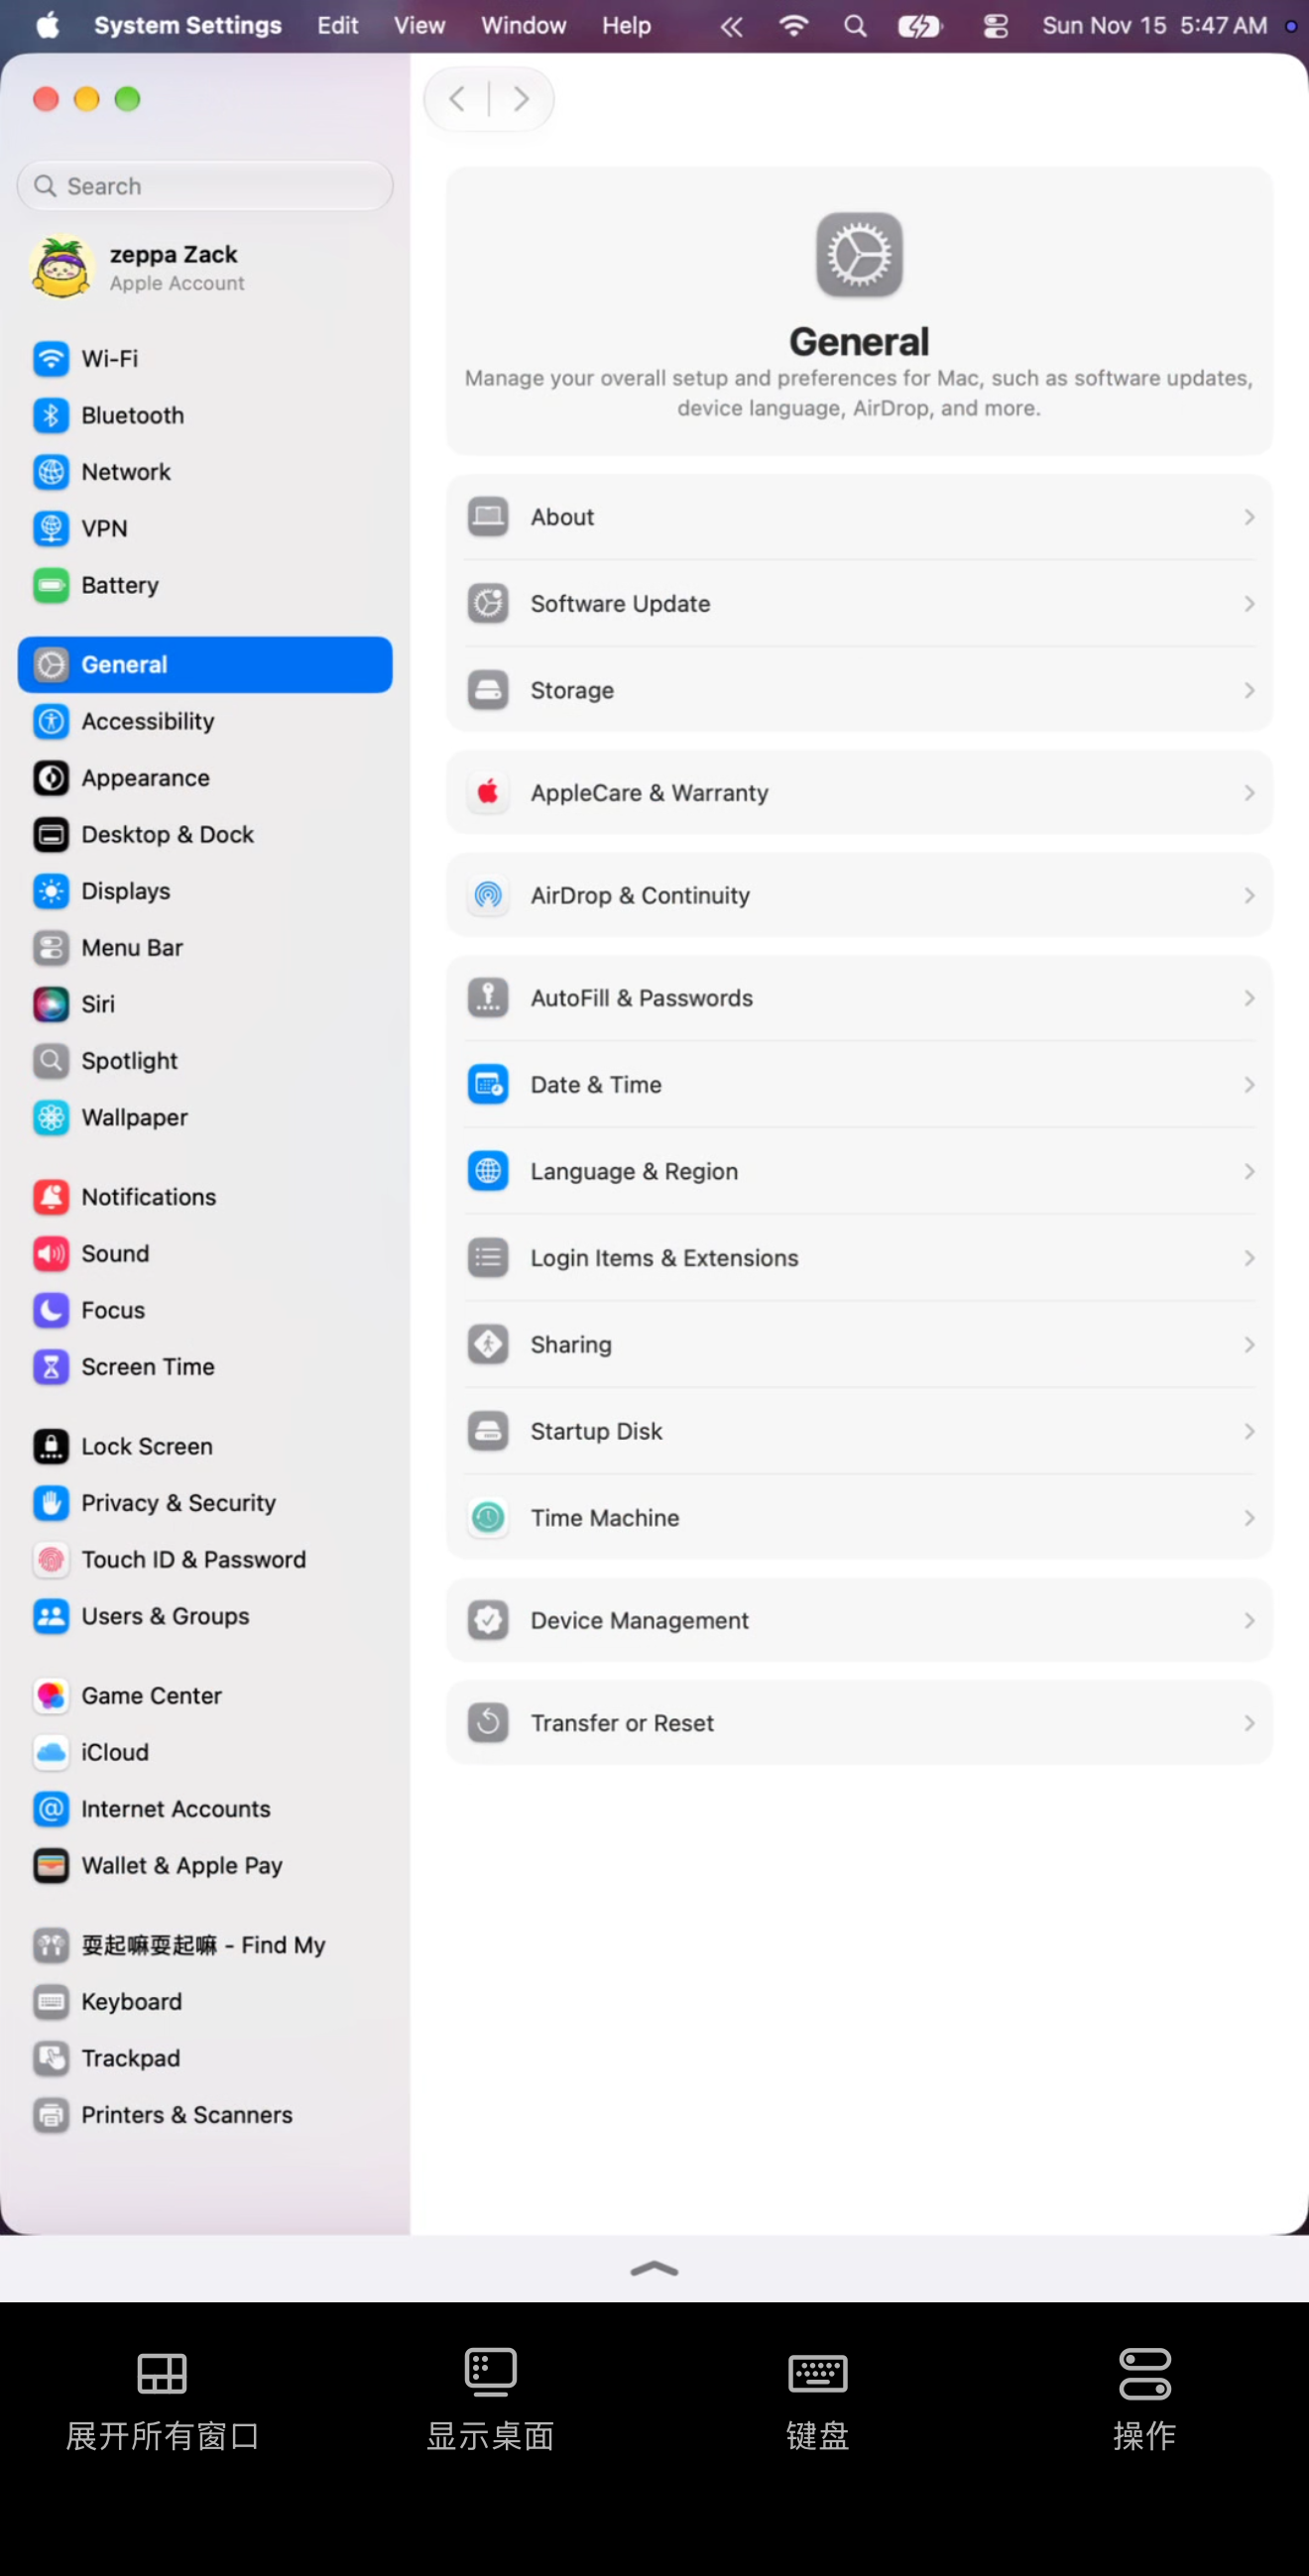 System Settings Edit View Window Help Sun Nov 15 5:47 AM
Search
zeppa Zack
Apple Account
Wi-Fi
Bluetooth
Network
VPN
Battery
General
Accessibility
Appearance
Desktop & Dock
Displays
Menu Bar
Siri
Spotlight
Wallpaper
Notifications
Sound
Focus
Screen Time
Lock Screen
Privacy & Security
Touch ID & Password
Users & Groups
Game Center
iCloud
Internet Accounts
Wallet & Apple Pay
耍起嘛耍起嘛 - Find My
Keyboard
Trackpad
Printers & Scanners
General
Manage your overall setup and preferences for Mac, such as software updates,
device language, AirDrop, and more.
About
Software Update
Storage
AppleCare & Warranty
AirDrop & Continuity
AutoFill & Passwords
Date & Time
Language & Region
Login Items & Extensions
Sharing
Startup Disk
Time Machine
Device Management
Transfer or Reset
展开所有窗口 显示桌面 键盘 操作